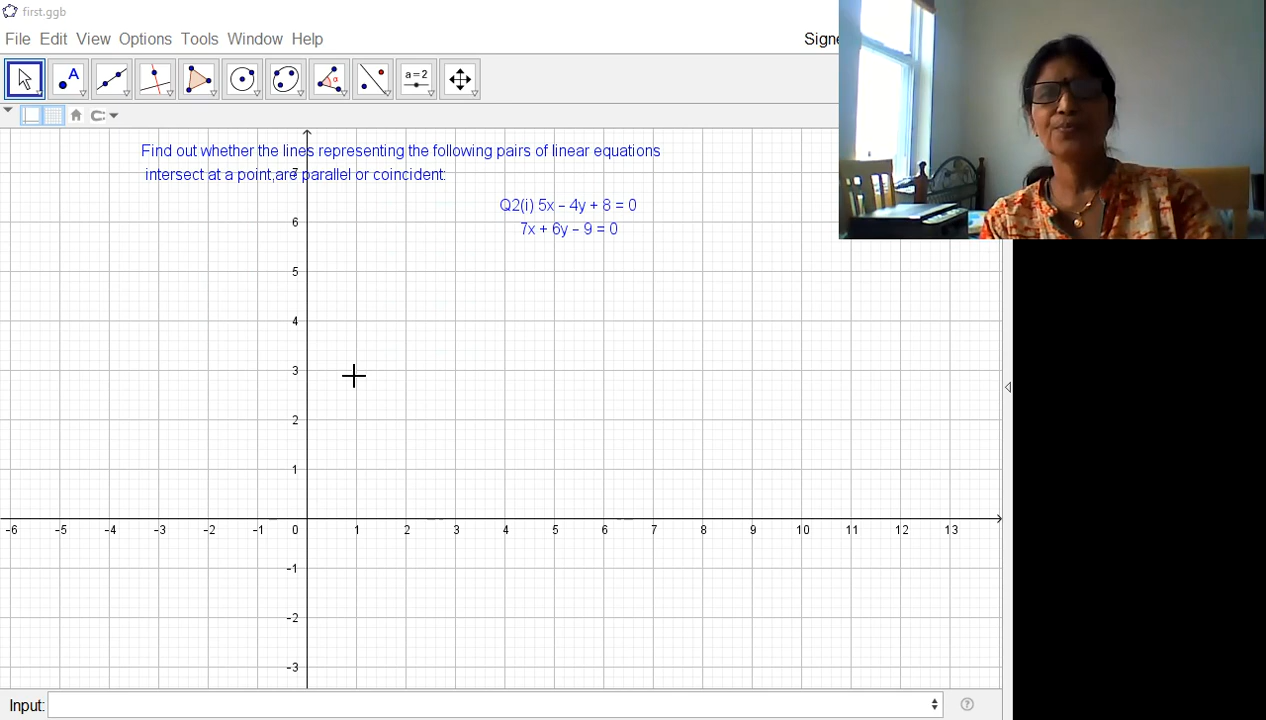 first.ggb
File Edit View Options Tools Window Help
Signe
A
α
a=2
Find out whether the lines representing the following pairs of linear equations
intersect at a point,are parallel or coincident:
7
Q2(i) 5x – 4y + 8 = 0
6
7x + 6y – 9 = 0
5
4
3
2
1
-6 -5 -4 -3 -2 -1 0 1 2 3 4 5 6 7 8 9 10 11 12 13
-1
-2
-3
Input:
?